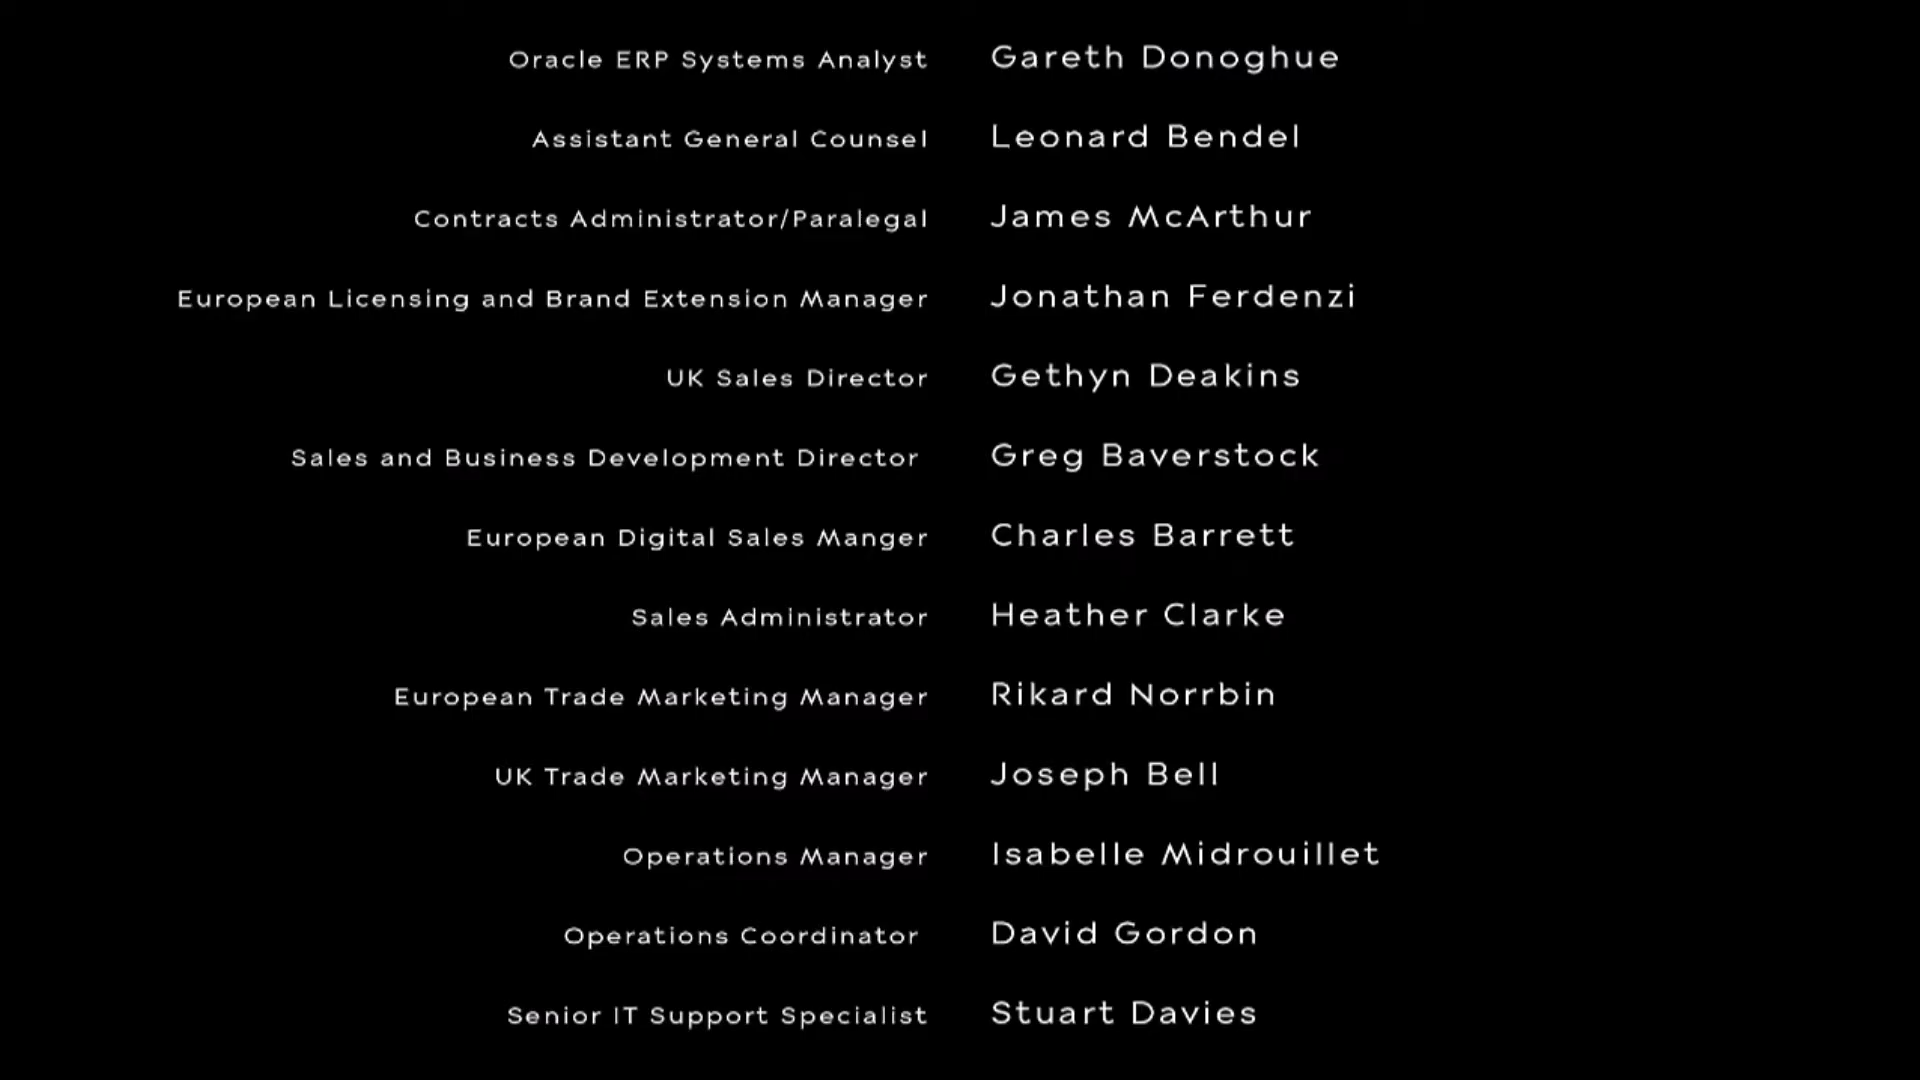 Oracle ERP Systems Analyst Gareth Donoghue
Assistant General Counsel Leonard Bendel
Contracts Administrator/Paralegal James McArthur
European Licensing and Brand Extension Manager Jonathan Ferdenzi
UK Sales Director Gethyn Deakins
Sales and Business Development Director Greg Baverstock
European Digital Sales Manger Charles Barrett
Sales Administrator Heather Clarke
European Trade Marketing Manager Rikard Norrbin
UK Trade Marketing Manager Joseph Bell
Operations Manager Isabelle Midrouillet
Operations Coordinator David Gordon
Senior IT Support Specialist Stuart Davies